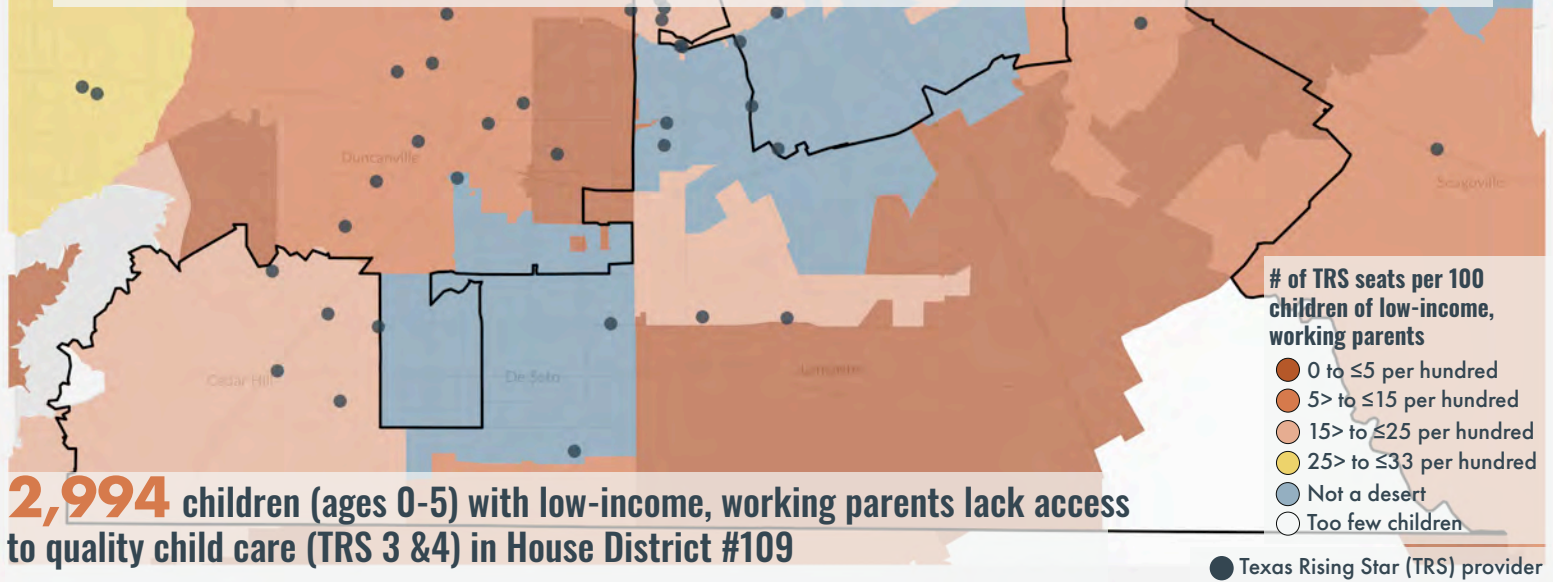 Duncanville
Seagoville
Cedar Hill
De Soto
Lancaster
# of TRS seats per 100
children of low-income,
working parents
0 to ≤5 per hundred
5> to ≤15 per hundred
15> to ≤25 per hundred
25> to ≤33 per hundred
Not a desert
Too few children
Texas Rising Star (TRS) provider
2,994 children (ages 0-5) with low-income, working parents lack access
to quality child care (TRS 3 &4) in House District #109